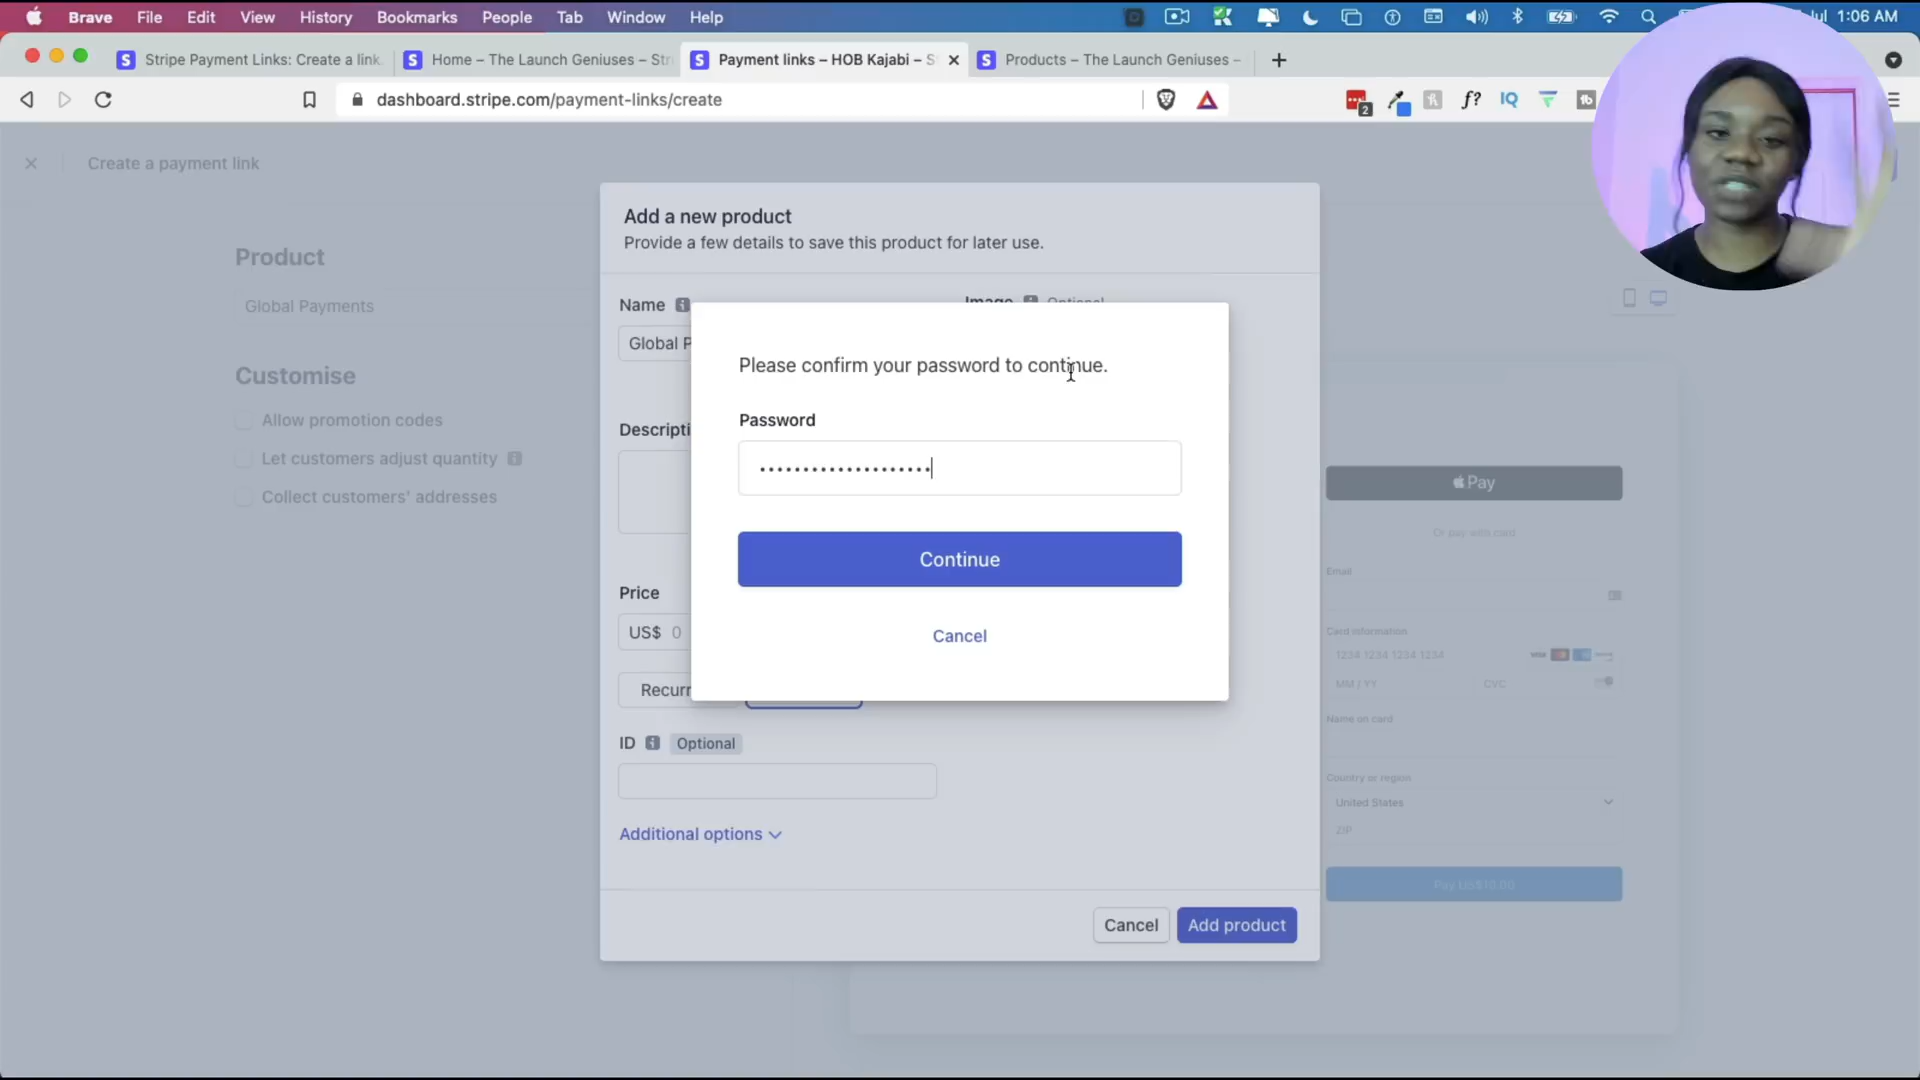 Brave File Edit View History Bookmarks People Tab Window Help
1:06 AM
Stripe Payment Links: Create a link
Home – The Launch Geniuses – Str
Payment links – HOB Kajabi – S
Products – The Launch Geniuses –
dashboard.stripe.com/payment-links/create
2
f?
IQ
Create a payment link
Product
Global Payments
Customise
Allow promotion codes
Let customers adjust quantity
Collect customers' addresses
Add a new product
Provide a few details to save this product for later use.
Name
Image Optional
Global P
Descripti
Price
US$ 0
Recurr
ID Optional
Additional options
Cancel
Add product
Please confirm your password to continue.
Password
••••••••••••••••••••
Continue
Cancel
Pay
Or pay with card
Email
Card information
1234 1234 1234 1234
VISA
MM / YY
CVC
Name on card
Country or region
United States
ZIP
Pay US$10.00